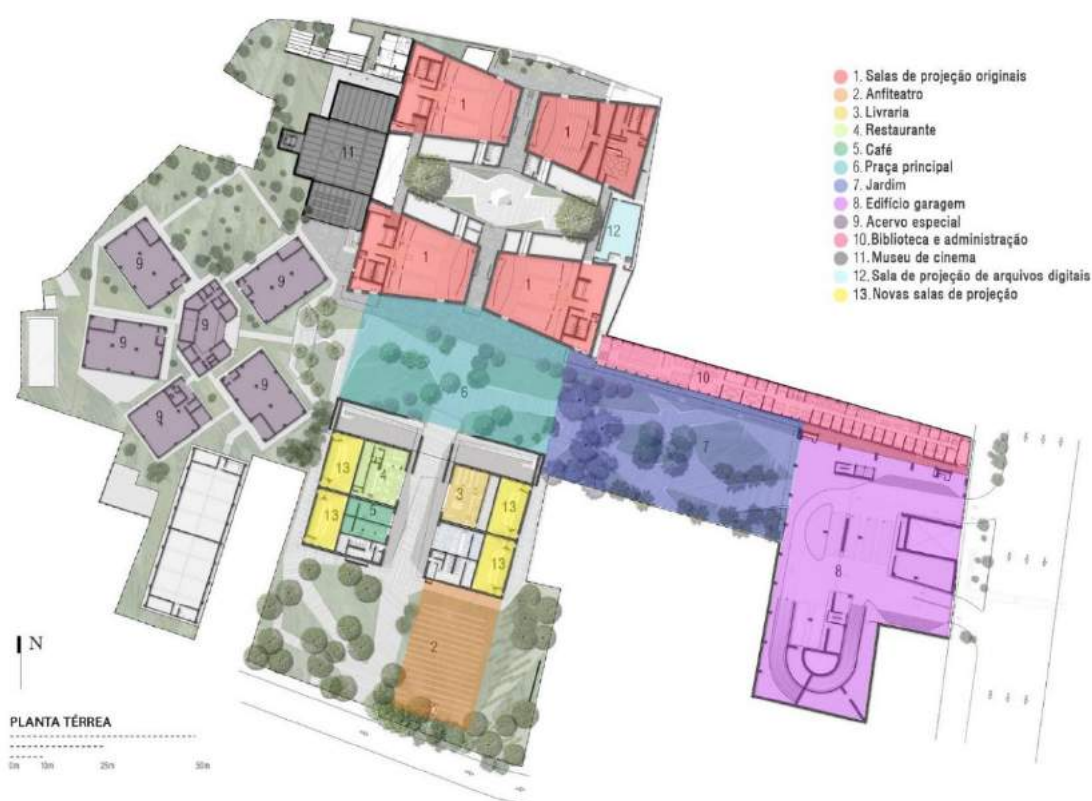 1. Salas de projeção originais
2. Anfiteatro
3. Livraria
4. Restaurante
5. Café
6. Praça principal
7. Jardim
8. Edifício garagem
9. Acervo especial
10. Biblioteca e administração
11. Museu de cinema
12. Sala de projeção de arquivos digitais
13. Novas salas de projeção
1
1
11
12
1
1
9
9
9
9
9
9
10
6
7
13
4
3
13
13
5
13
8
2
N
PLANTA TÉRREA
0m 10m 25m 50m